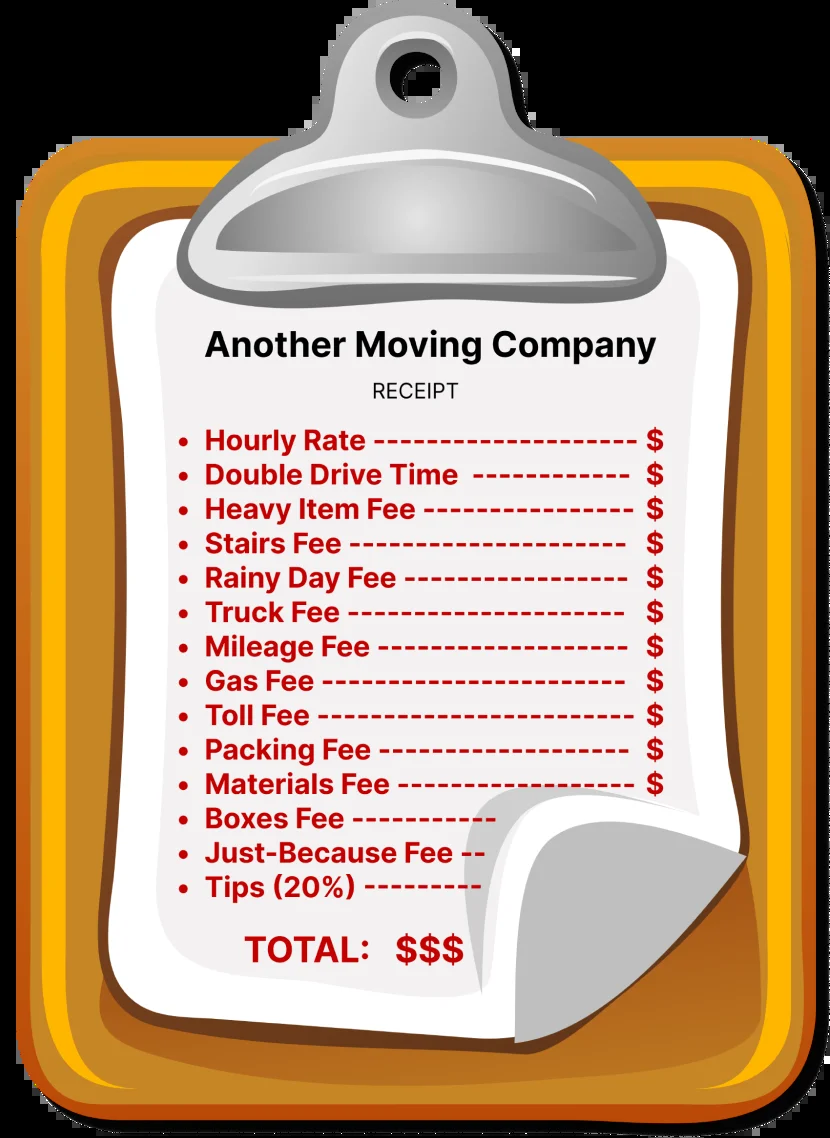 Another Moving Company
RECEIPT
• Hourly Rate -------------------- $
• Double Drive Time ------------ $
• Heavy Item Fee ---------------- $
• Stairs Fee --------------------- $
• Rainy Day Fee ----------------- $
• Truck Fee --------------------- $
• Mileage Fee ------------------- $
• Gas Fee ----------------------- $
• Toll Fee ------------------------ $
• Packing Fee ------------------- $
• Materials Fee ------------------ $
• Boxes Fee -----------
• Just-Because Fee --
• Tips (20%) ---------
TOTAL: $$$